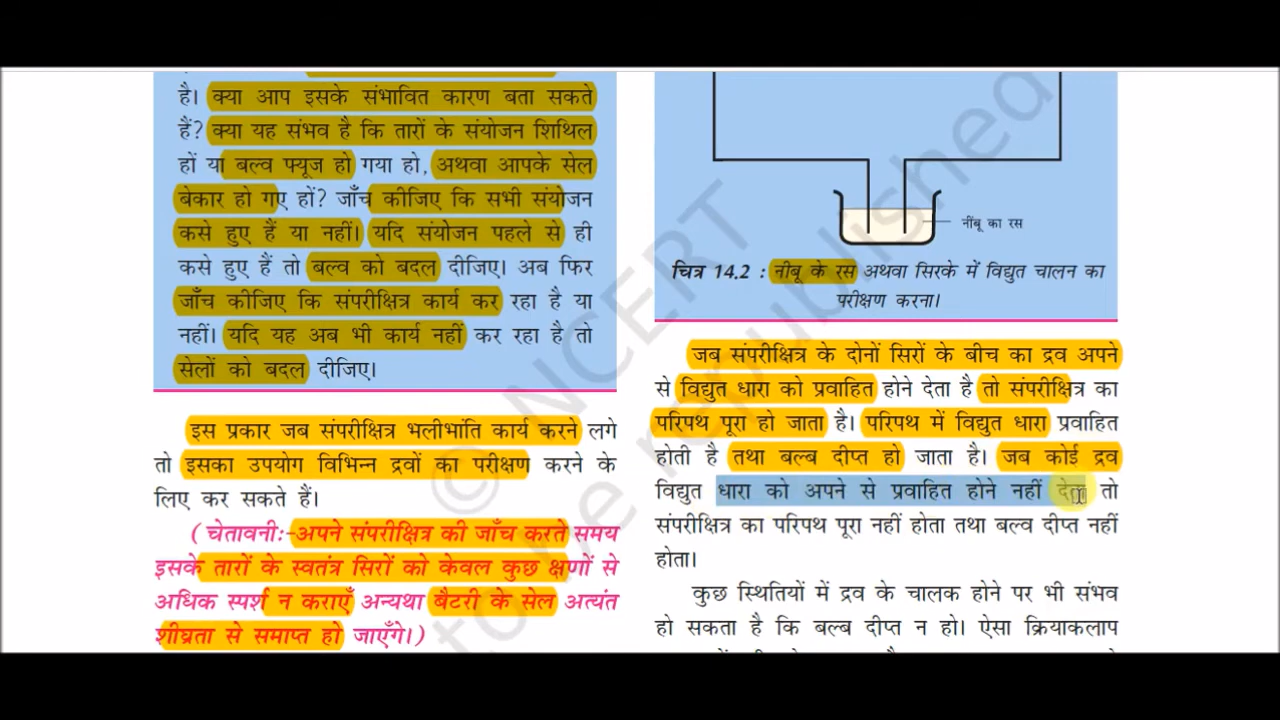 है। क्या आप इसके संभावित कारण बता सकते
हैं? क्या यह संभव है कि तारों के संयोजन शिथिल
हों या बल्व फ्यूज हो गया हो, अथवा आपके सेल
बेकार हो गए हों? जाँच कीजिए कि सभी संयोजन
कसे हुए हैं या नहीं। यदि संयोजन पहले से ही
कसे हुए हैं तो बल्व को बदल दीजिए। अब फिर
जाँच कीजिए कि संपरीक्षित्र कार्य कर रहा है या
नहीं। यदि यह अब भी कार्य नहीं कर रहा है तो
सेलों को बदल दीजिए।
इस प्रकार जब संपरीक्षित्र भलीभांति कार्य करने लगे
तो इसका उपयोग विभिन्न द्रवों का परीक्षण करने के
लिए कर सकते हैं।
(चेतावनीः-अपने संपरीक्षित्र की जाँच करते समय
इसके तारों के स्वतंत्र सिरों को केवल कुछ क्षणों से
अधिक स्पर्श न कराएँ अन्यथा बैटरी के सेल अत्यंत
शीघ्रता से समाप्त हो जाएँगे।)
नींबू का रस
चित्र 14.2 : नींबू के रस अथवा सिरके में विद्युत चालन का
परीक्षण करना।
जब संपरीक्षित्र के दोनों सिरों के बीच का द्रव अपने
से विद्युत धारा को प्रवाहित होने देता है तो संपरीक्षित्र का
परिपथ पूरा हो जाता है। परिपथ में विद्युत धारा प्रवाहित
होती है तथा बल्ब दीप्त हो जाता है। जब कोई द्रव
विद्युत धारा को अपने से प्रवाहित होने नहीं देता तो
संपरीक्षित्र का परिपथ पूरा नहीं होता तथा बल्व दीप्त नहीं
होता।
कुछ स्थितियों में द्रव के चालक होने पर भी संभव
हो सकता है कि बल्ब दीप्त न हो। ऐसा क्रियाकलाप
© NCERT
to be republished